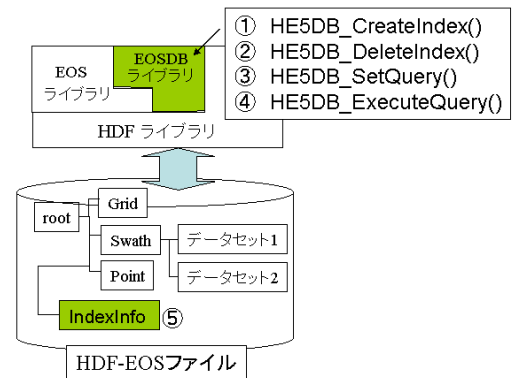 ① HE5DB_CreateIndex()
② HE5DB_DeleteIndex()
③ HE5DB_SetQuery()
④ HE5DB_ExecuteQuery()
EOS
ライブラリ
EOSDB
ライブラリ
HDF ライブラリ
root
Grid
Swath
データセット1
Point
データセット2
IndexInfo ⑤
HDF-EOSファイル